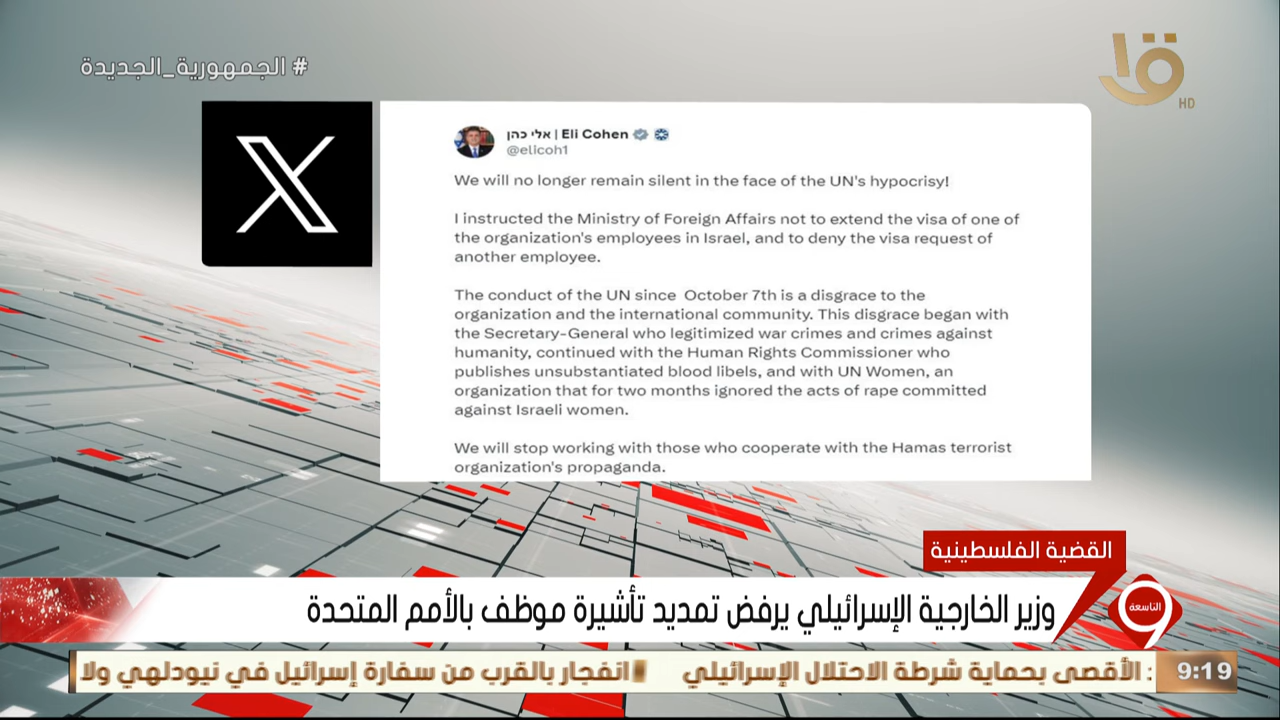 # الجمهورية_الجديدة
HD
אלי כהן | Eli Cohen
@elicoh1
We will no longer remain silent in the face of the UN's hypocrisy!
I instructed the Ministry of Foreign Affairs not to extend the visa of one of
the organization's employees in Israel, and to deny the visa request of
another employee.
The conduct of the UN since October 7th is a disgrace to the
organization and the international community. This disgrace began with
the Secretary-General who legitimized war crimes and crimes against
humanity, continued with the Human Rights Commissioner who
publishes unsubstantiated blood libels, and with UN Women, an
organization that for two months ignored the acts of rape committed
against Israeli women.
We will stop working with those who cooperate with the Hamas terrorist
organization's propaganda.
القضية الفلسطينية
وزير الخارجية الإسرائيلي يرفض تمديد تأشيرة موظف بالأمم المتحدة
التاسعة
9
: الأقصى بحماية شرطة الاحتلال الإسرائيلي انفجار بالقرب من سفارة إسرائيل في نيودلهي ولا
9:19